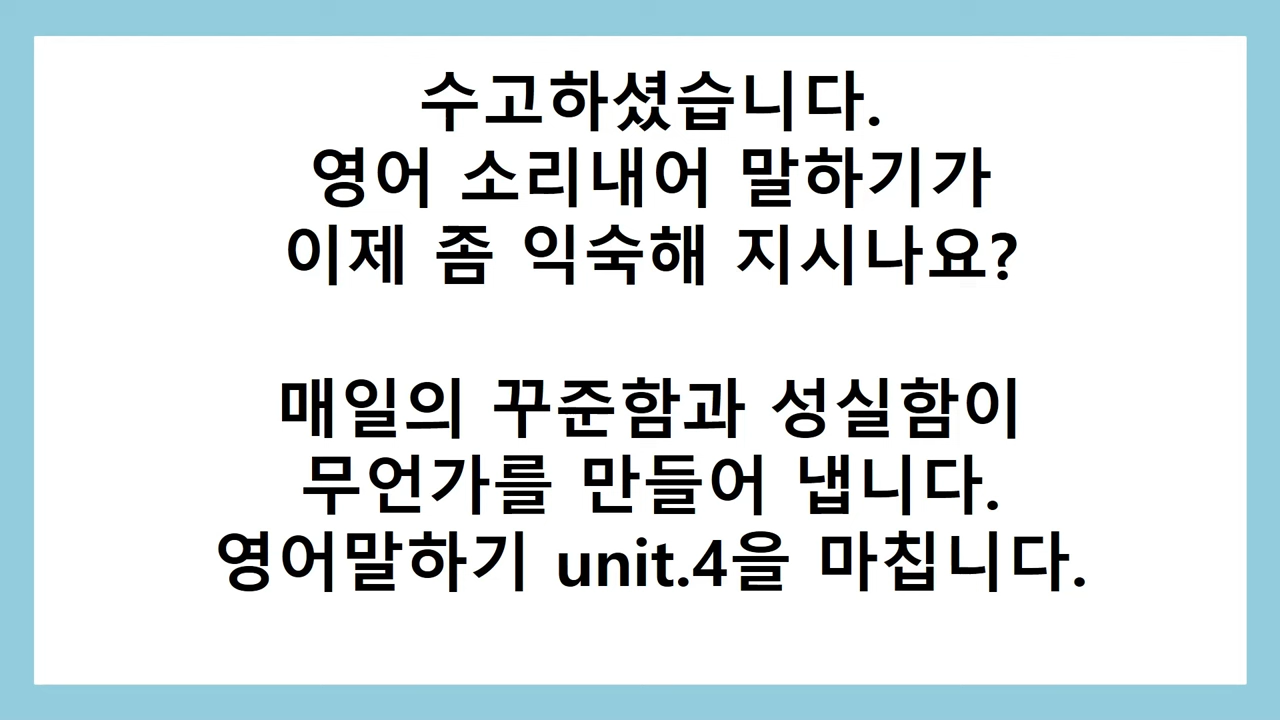 수고하셨습니다.
영어 소리내어 말하기가
이제 좀 익숙해 지시나요?
매일의 꾸준함과 성실함이
무언가를 만들어 냅니다.
영어말하기 unit.4을 마칩니다.